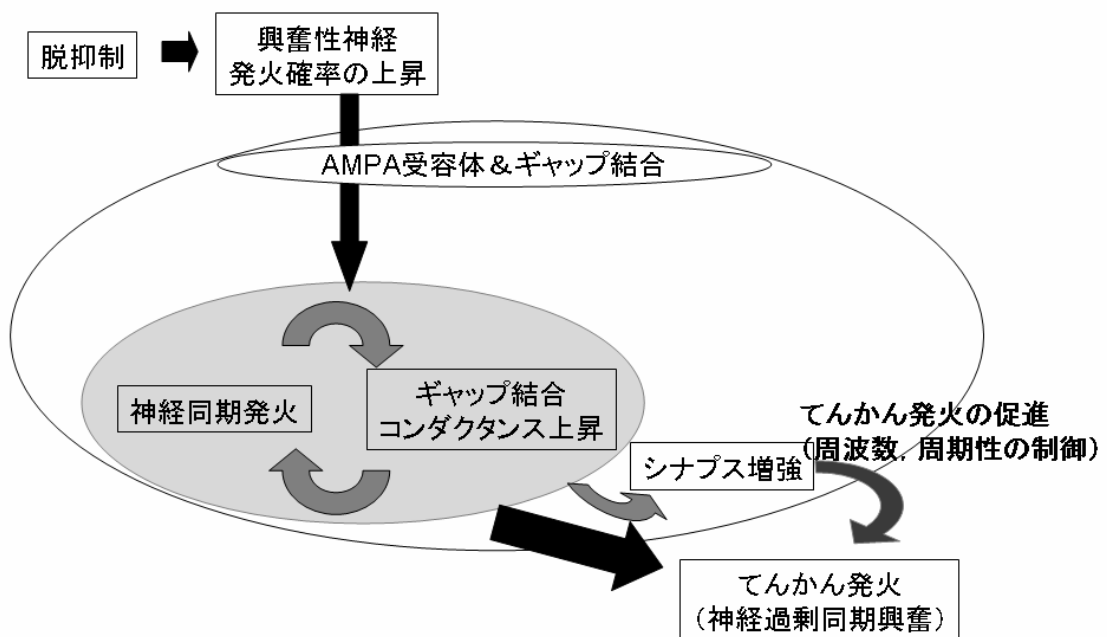 脱抑制
興奮性神経
発火確率の上昇
AMPA受容体＆ギャップ結合
神経同期発火
ギャップ結合
コンダクタンス上昇
てんかん発火の促進
（周波数，周期性の制御）
シナプス増強
てんかん発火
（神経過剰同期興奮）